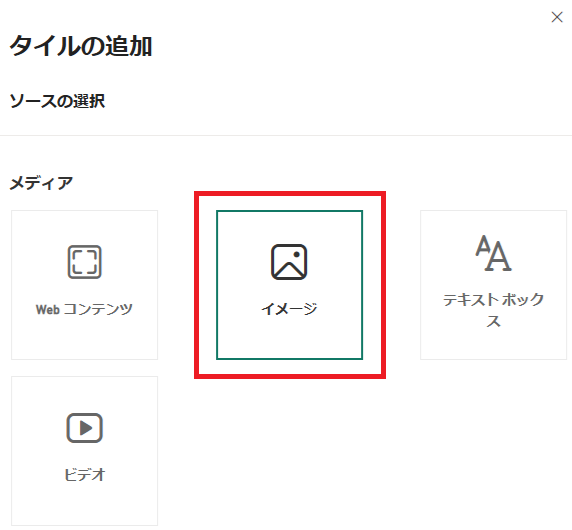 タイルの追加
ソースの選択
メディア
Web コンテンツ
イメージ
テキスト ボック
ス
ビデオ